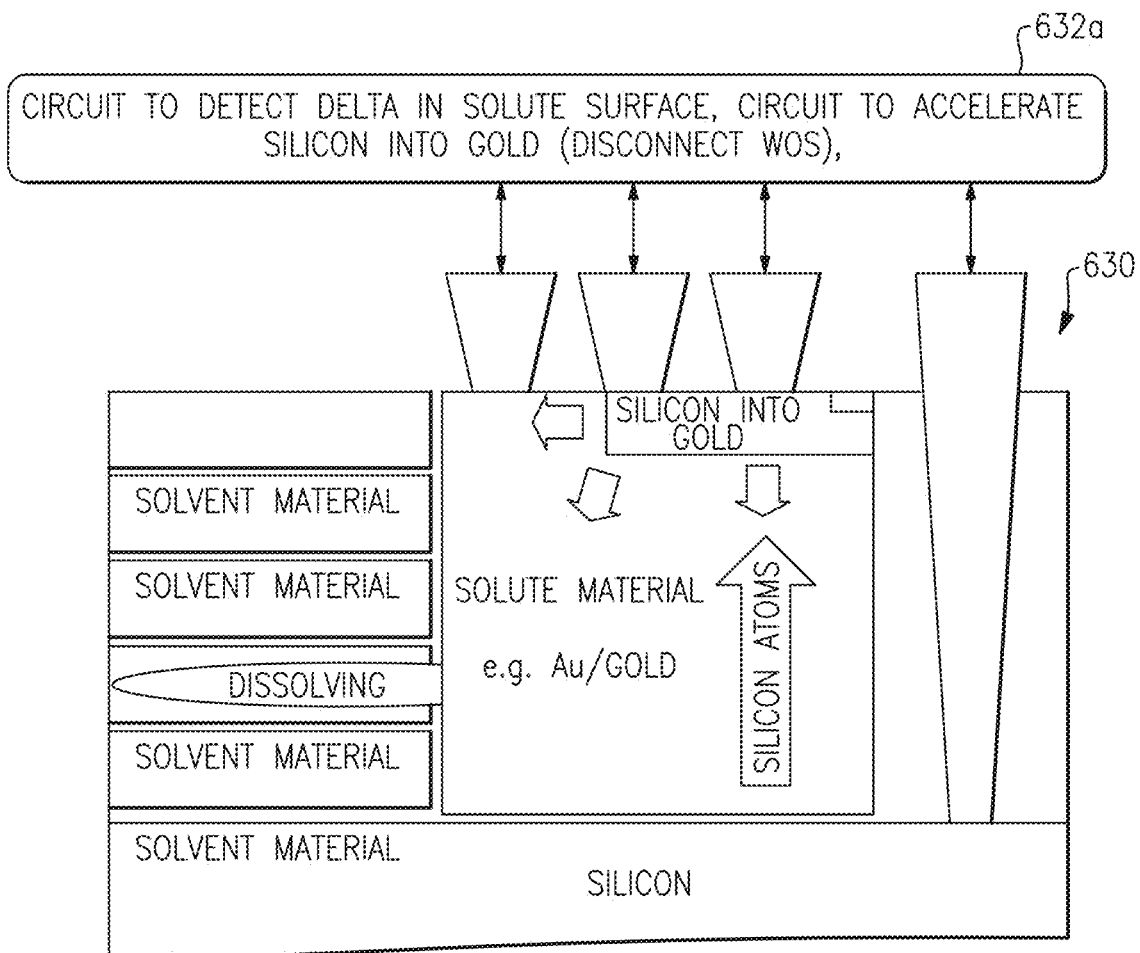 632a
CIRCUIT TO DETECT DELTA IN SOLUTE SURFACE, CIRCUIT TO ACCELERATE
SILICON INTO GOLD (DISCONNECT WOS),
630
SILICON INTO
GOLD
SOLVENT MATERIAL
SOLVENT MATERIAL
SOLUTE MATERIAL
e.g. Au/GOLD
SILICON ATOMS
DISSOLVING
SOLVENT MATERIAL
SOLVENT MATERIAL
SILICON